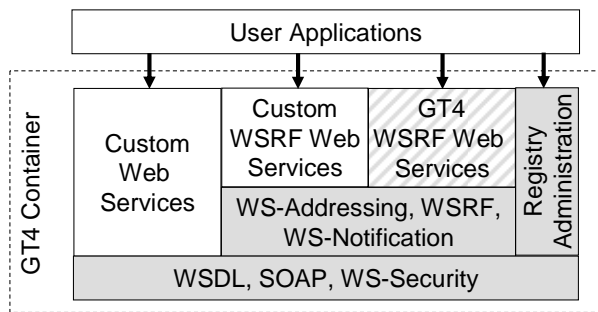 User Applications
GT4 Container
Custom
Web
Services
Custom
WSRF Web
Services
GT4
WSRF Web
Services
Registry
Administration
WS-Addressing, WSRF,
WS-Notification
WSDL, SOAP, WS-Security